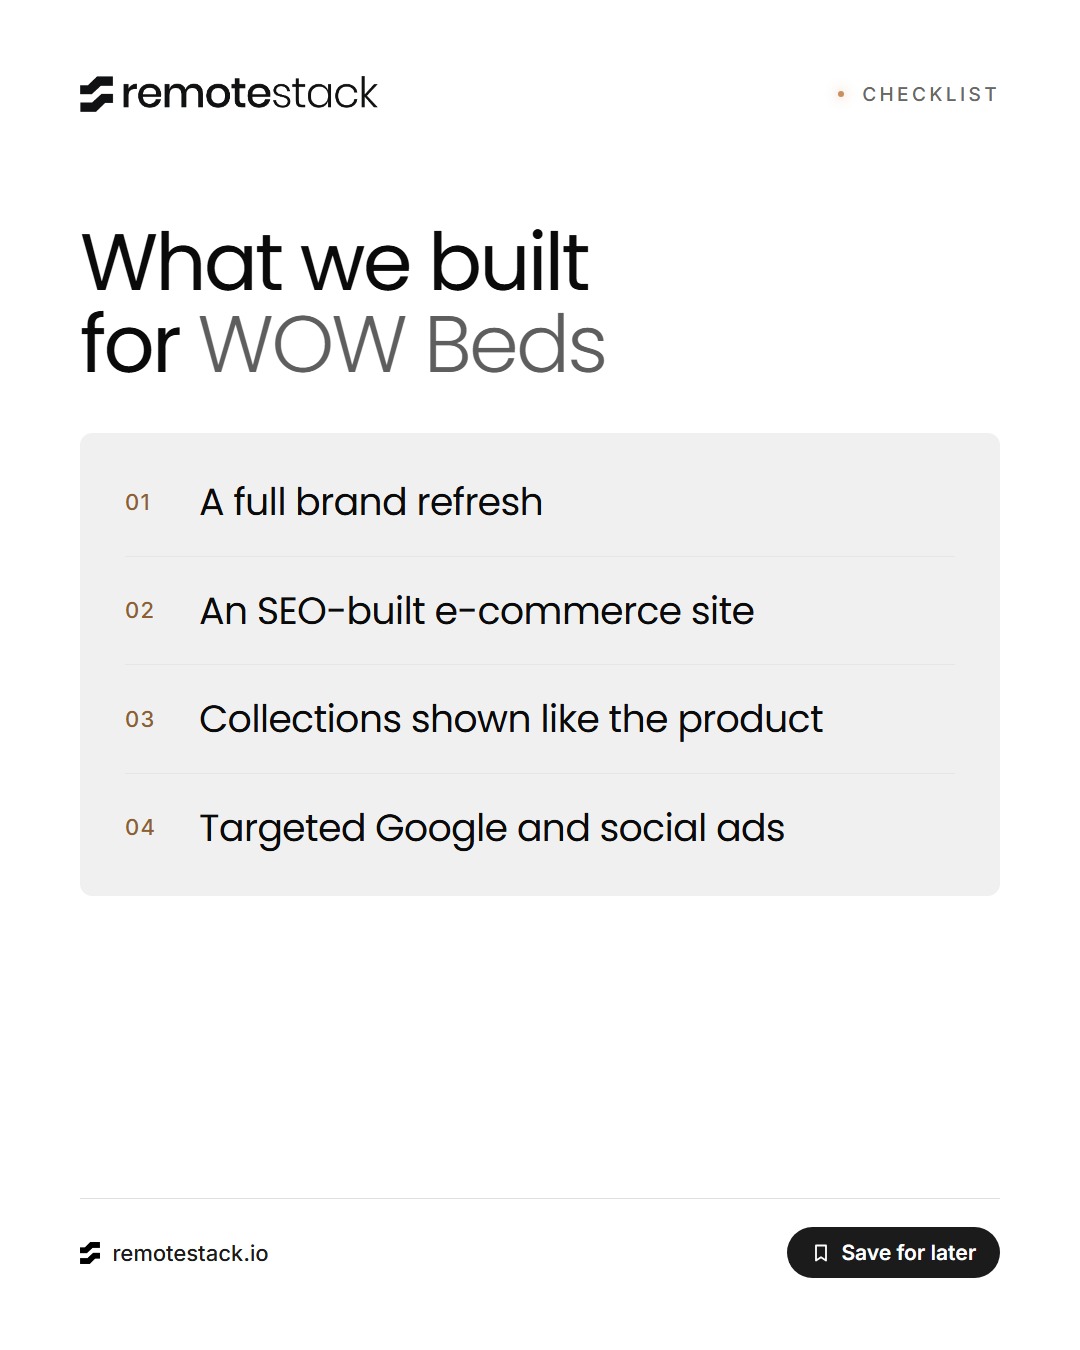 remotestack
CHECKLIST
What we built
for WOW Beds
01 A full brand refresh
02 An SEO-built e-commerce site
03 Collections shown like the product
04 Targeted Google and social ads
remotestack.io
Save for later